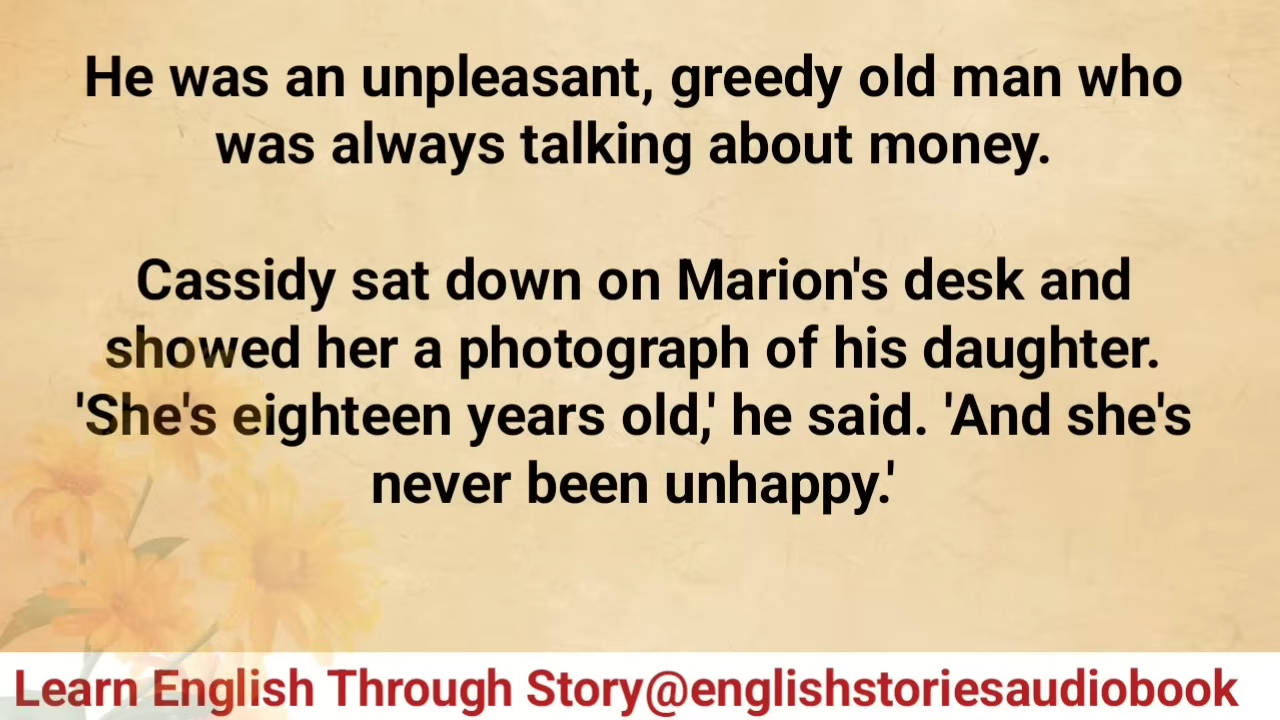 He was an unpleasant, greedy old man who
was always talking about money.
Cassidy sat down on Marion's desk and
showed her a photograph of his daughter.
'She's eighteen years old,' he said. 'And she's
never been unhappy.'
Learn English Through Story@englishstoriesaudiobook